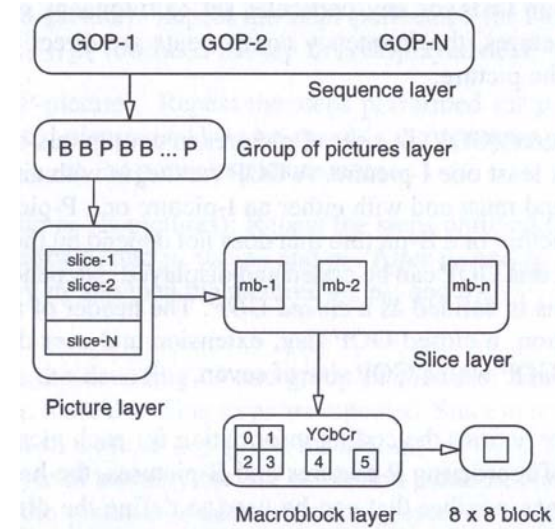 GOP-1 GOP-2 GOP-N
Sequence layer
I B B P B B ... P
Group of pictures layer
slice-1
slice-2
slice-N
Picture layer
mb-1 mb-2 mb-n
Slice layer
0 1
2 3
YCbCr
4 5
Macroblock layer
8 x 8 block